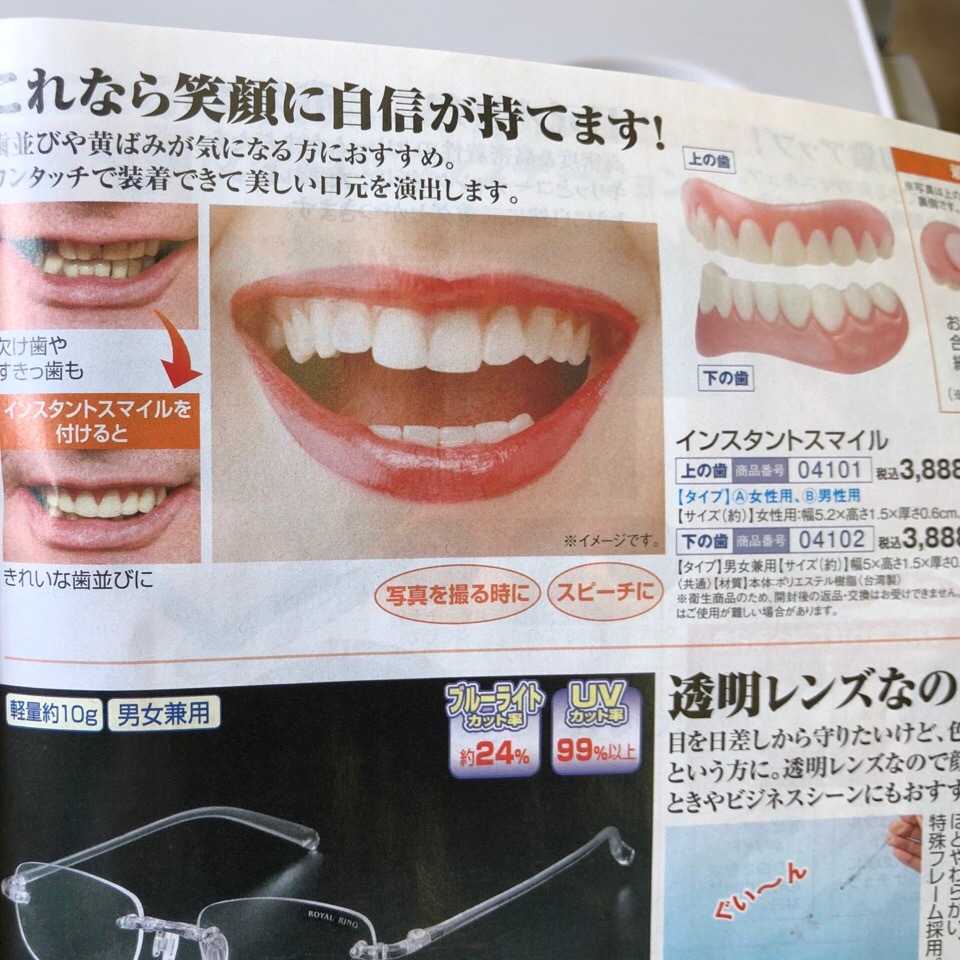 これなら笑顔に自信が持てます!
歯並びや黄ばみが気になる方におすすめ。
ワンタッチで装着できて美しい口元を演出します。
欠け歯や
すきっ歯も
インスタントスマイルを
付けると
きれいな歯並びに
※イメージです。
写真を撮る時に
スピーチに
上の歯
下の歯
※写真は上の
裏側です。
インスタントスマイル
上の歯 商品番号 04101 税込3,888
【タイプ】Ⓐ女性用、Ⓑ男性用
【サイズ(約)】女性用:幅5.2×高さ1.5×厚さ0.6cm、
下の歯 商品番号 04102 税込3,888
【タイプ】男女兼用【サイズ(約)】幅5×高さ1.5×厚さ0.
(共通)【材質】本体:ポリエステル樹脂(台湾製)
※衛生商品のため、開封後の返品・交換はお受けできません。
はご使用が難しい場合があります。
軽量約10g
男女兼用
ブルーライト
カット率
約24%
UV
カット率
99%以上
ROYAL RING
透明レンズなの
目を日差しから守りたいけど、色
という方に。透明レンズなので顔
ときやビジネスシーンにもおすす
ぐい〜ん
特殊フレーム採用